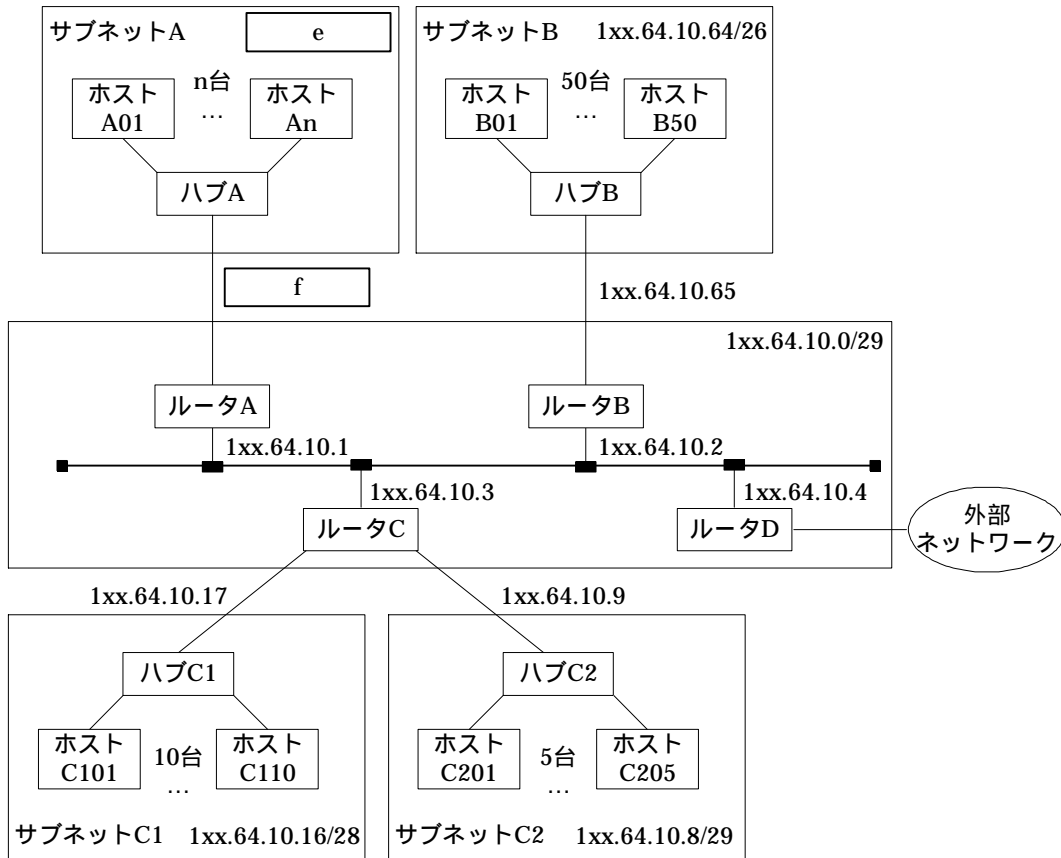 サブネットA
e
n台
ホスト
A01
…
ホスト
An
ハブA
サブネットB 1xx.64.10.64/26
50台
ホスト
B01
…
ホスト
B50
ハブB
f
1xx.64.10.65
1xx.64.10.0/29
ルータA
ルータB
1xx.64.10.1
1xx.64.10.2
1xx.64.10.3
1xx.64.10.4
ルータC
ルータD
外部
ネットワーク
1xx.64.10.17
1xx.64.10.9
ハブC1
ホスト
C101
10台
…
ホスト
C110
サブネットC1 1xx.64.10.16/28
ハブC2
ホスト
C201
5台
…
ホスト
C205
サブネットC2 1xx.64.10.8/29